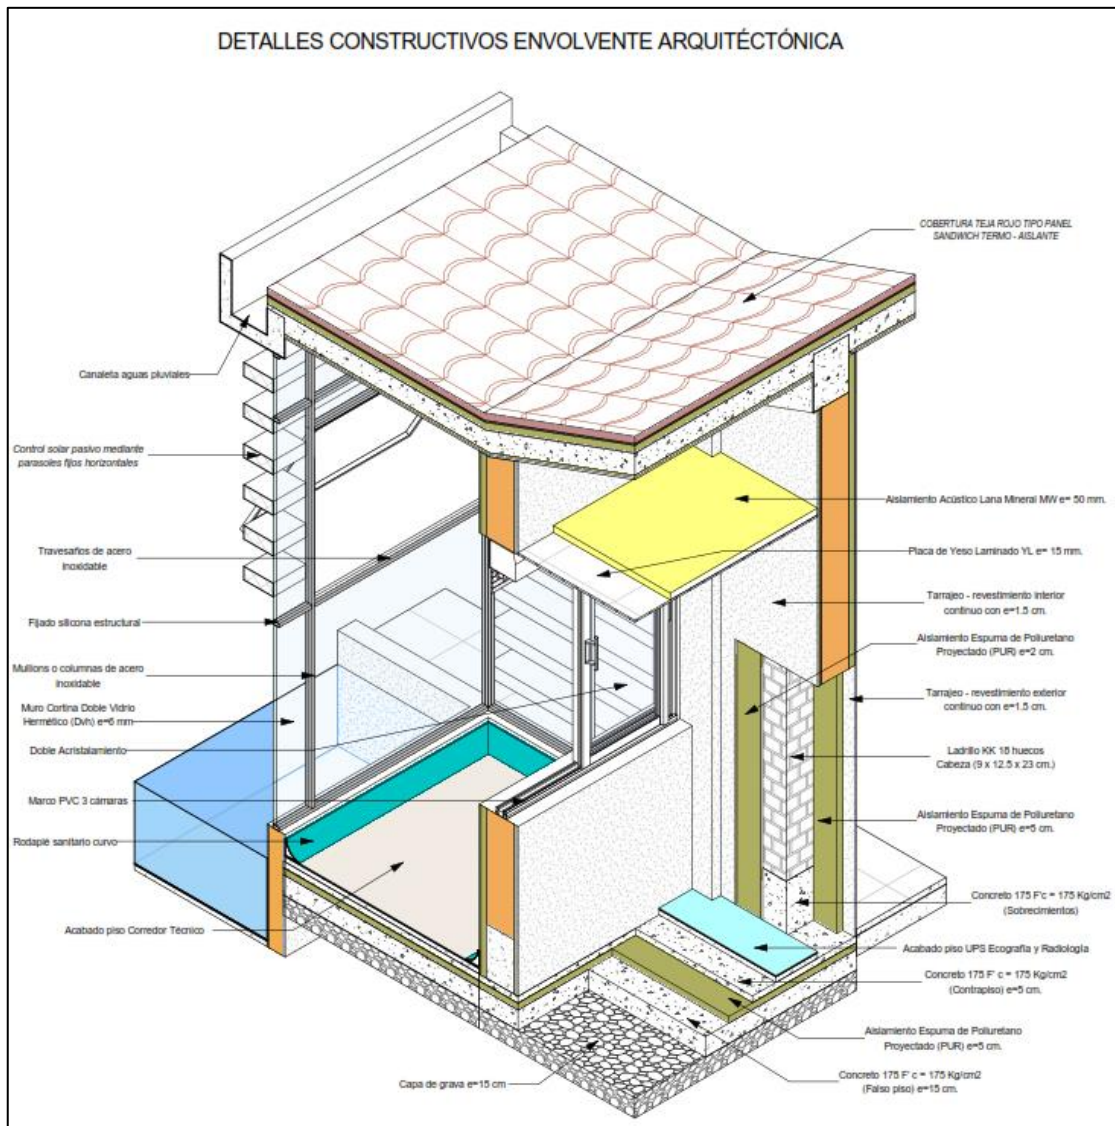 DETALLES CONSTRUCTIVOS ENVOLVENTE ARQUITÉCTÓNICA
COBERTURA TEJA ROJO TIPO PANEL
SANDWICH TERMO - AISLANTE
Canaleta aguas pluviales
Control solar pasivo mediante
parasoles fijos horizontales
Travesaños de acero
inoxidable
Fijado silicona estructural
Mullions o columnas de acero
inoxidable
Muro Cortina Doble Vidrio
Hermético (Dvh) e=6 mm
Doble Acristalamiento
Marco PVC 3 cámaras
Rodapié sanitario curvo
Acabado piso Corredor Técnico
Capa de grava e=15 cm
Aislamiento Acústico Lana Mineral MW e= 50 mm.
Placa de Yeso Laminado YL e= 15 mm.
Tarrajeo - revestimiento interior
continuo con e=1.5 cm.
Aislamiento Espuma de Poliuretano
Proyectado (PUR) e=2 cm.
Tarrajeo - revestimiento exterior
continuo con e=1.5 cm.
Ladrillo KK 18 huecos
Cabeza (9 x 12.5 x 23 cm.)
Aislamiento Espuma de Poliuretano
Proyectado (PUR) e=5 cm.
Concreto 175 F'c = 175 Kg/cm2
(Sobrecimientos)
Acabado piso UPS Ecografía y Radiología
Concreto 175 F' c = 175 Kg/cm2
(Contrapiso) e=5 cm.
Aislamiento Espuma de Poliuretano
Proyectado (PUR) e=5 cm.
Concreto 175 F' c = 175 Kg/cm2
(Falso piso) e=15 cm.